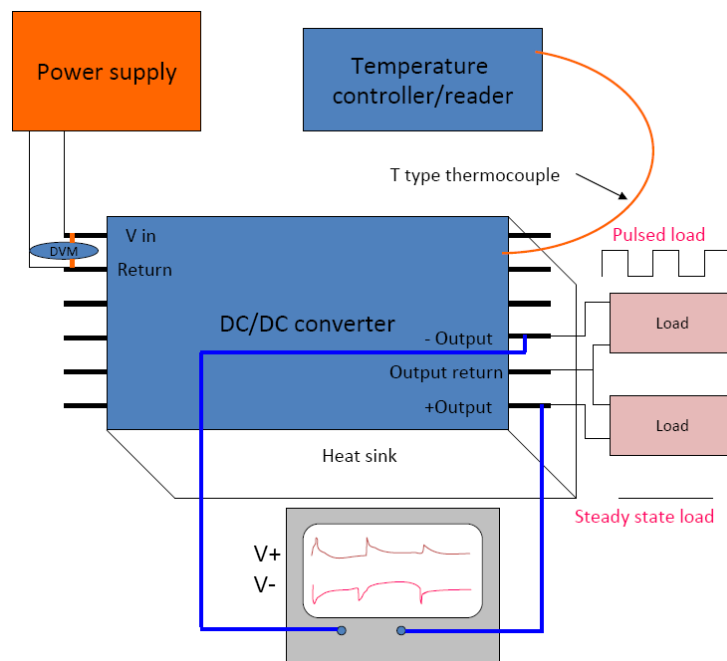 Power supply
Temperature
controller/reader
T type thermocouple
DVM
V in
Return
Pulsed load
DC/DC converter
- Output
Load
Output return
+Output
Load
Heat sink
Steady state load
V+
V-